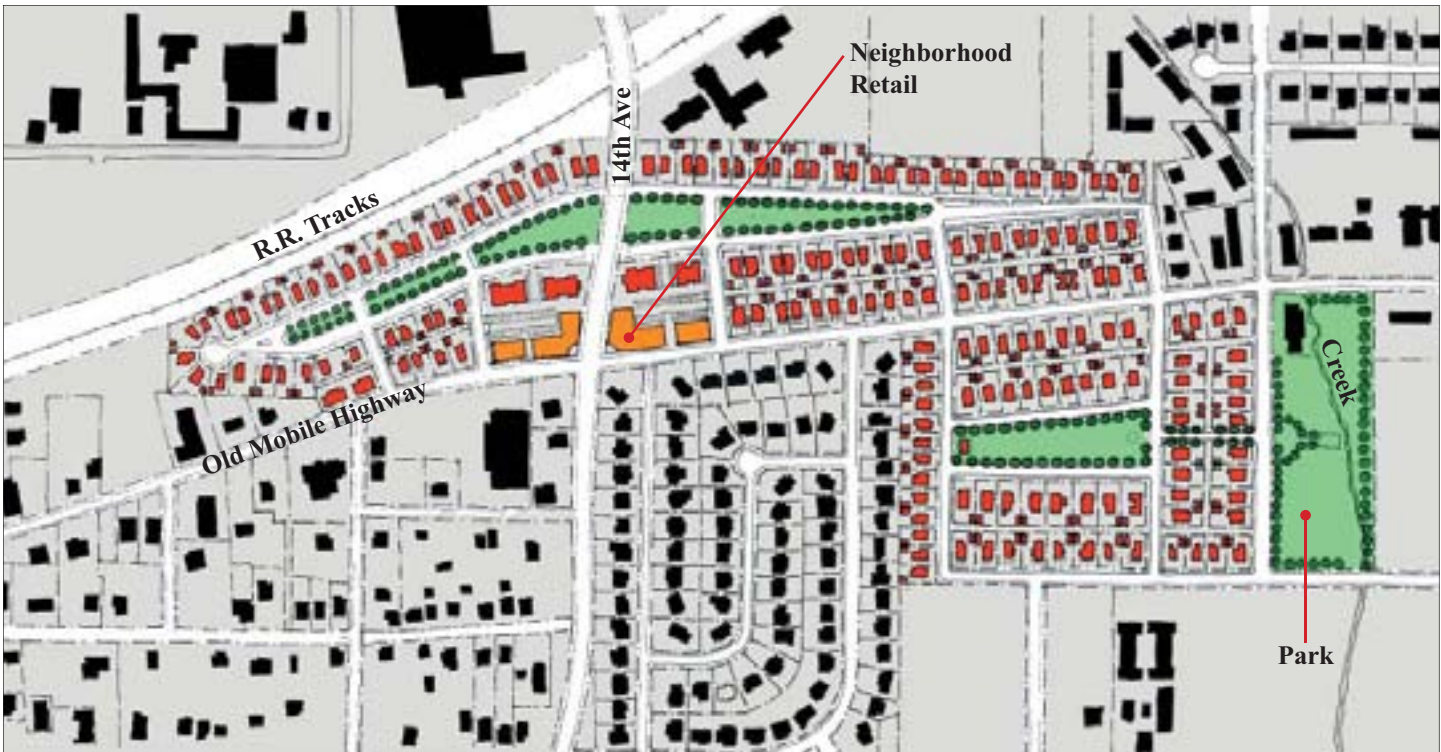 Neighborhood
Retail
14th Ave
R.R. Tracks
Old Mobile Highway
Creek
Park